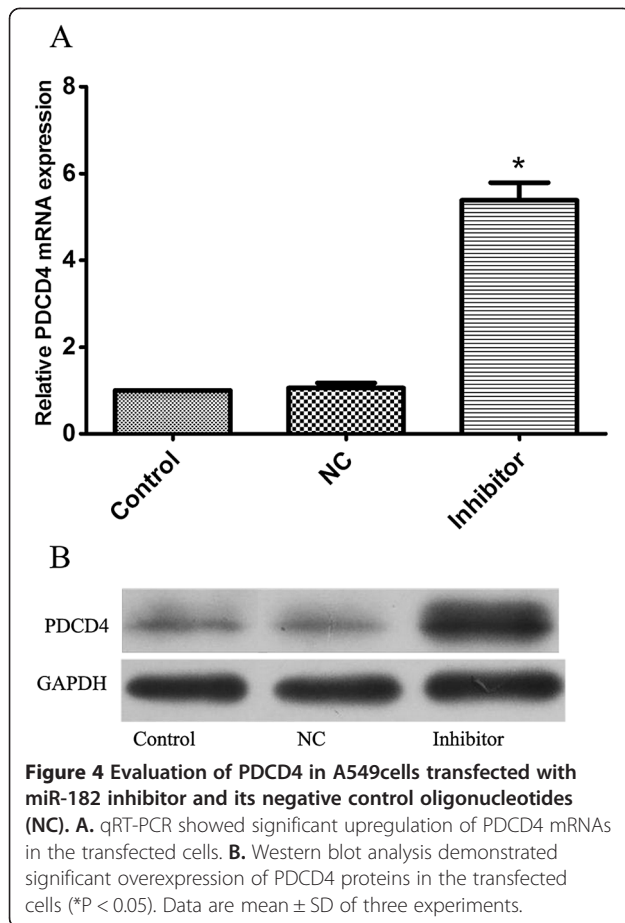 A
Relative PDCD4 mRNA expression
8
6
4
2
0
*
Control
NC
Inhibitor
B
PDCD4
GAPDH
Control NC Inhibitor
Figure 4 Evaluation of PDCD4 in A549cells transfected with
miR-182 inhibitor and its negative control oligonucleotides
(NC). A. qRT-PCR showed significant upregulation of PDCD4 mRNAs
in the transfected cells. B. Western blot analysis demonstrated
significant overexpression of PDCD4 proteins in the transfected
cells (*P < 0.05). Data are mean ± SD of three experiments.